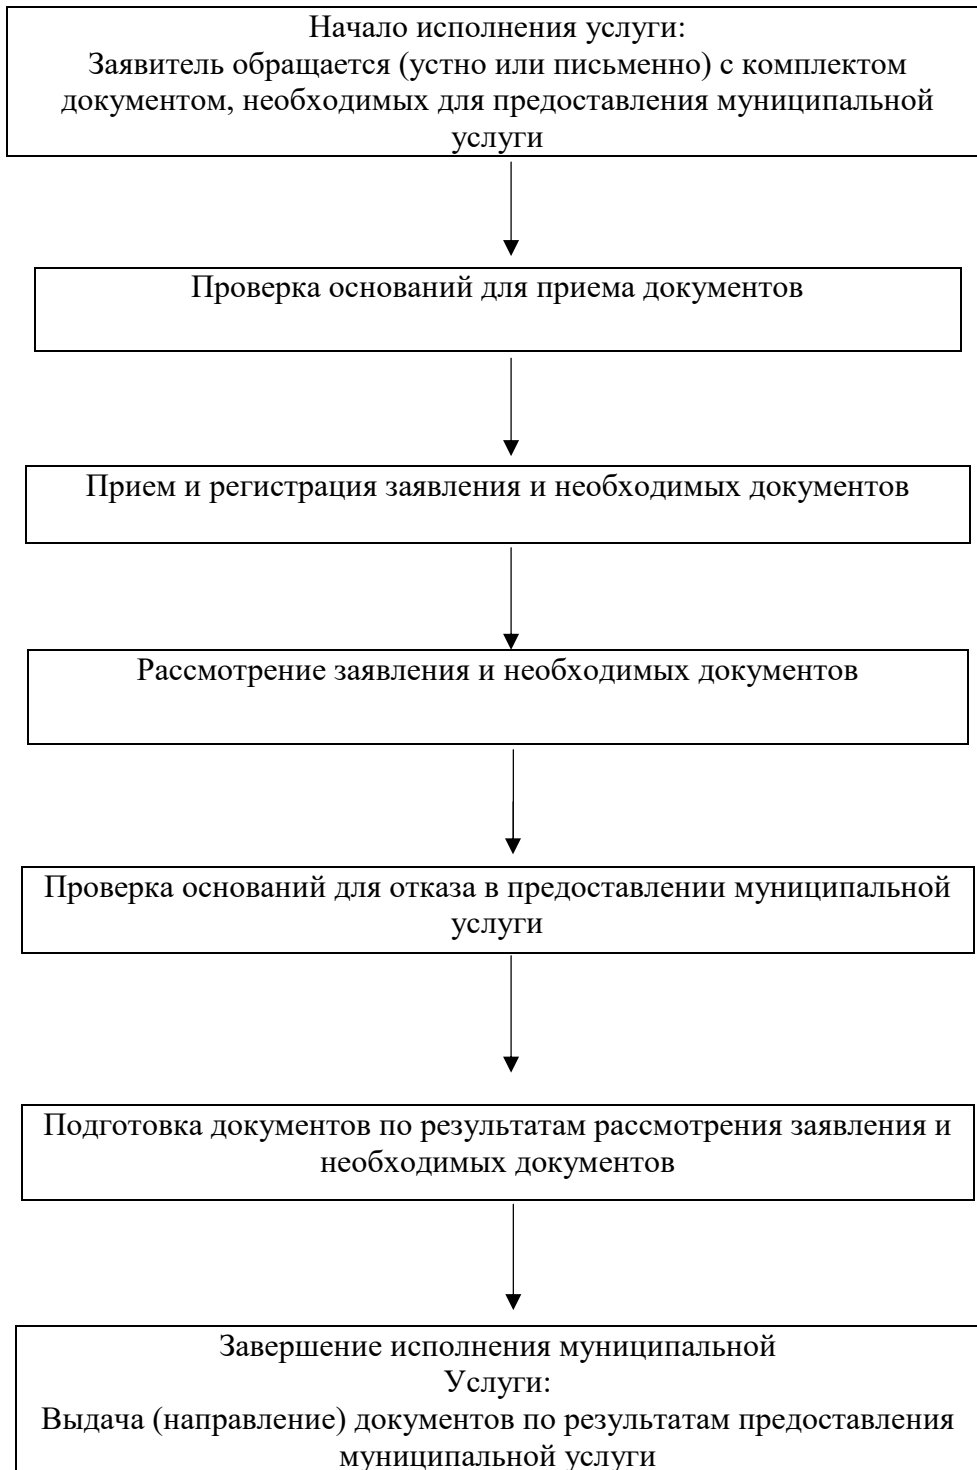 Начало исполнения услуги:
Заявитель обращается (устно или письменно) с комплектом
документом, необходимых для предоставления муниципальной
услуги
Проверка оснований для приема документов
Прием и регистрация заявления и необходимых документов
Рассмотрение заявления и необходимых документов
Проверка оснований для отказа в предоставлении муниципальной
услуги
Подготовка документов по результатам рассмотрения заявления и
необходимых документов
Завершение исполнения муниципальной
Услуги:
Выдача (направление) документов по результатам предоставления
муниципальной услуги